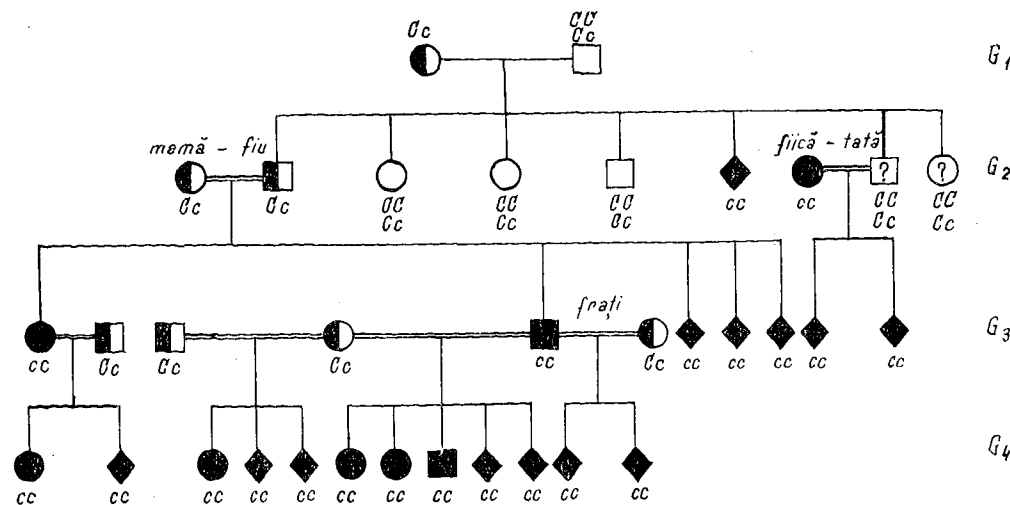 Cc CC
Cc G1
mamă - fiu fiică - tată
Cc Cc CC CC CC cc cc CC CC G2
Cc Cc Cc Cc Cc
? ?
frați
cc Cc Cc Cc cc Cc cc cc cc cc cc G3
cc cc cc cc cc cc cc cc cc cc cc cc G4